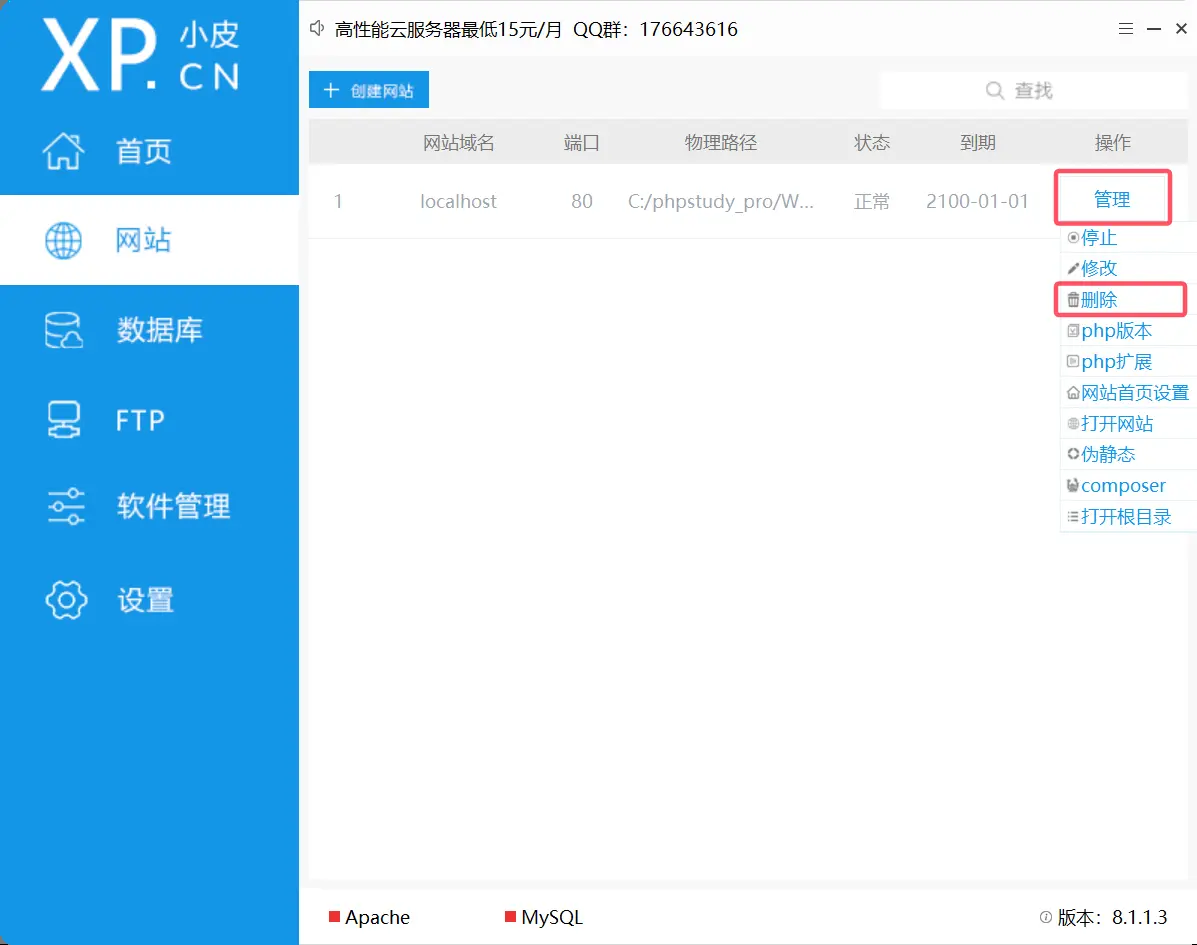 XP.小皮
CN
高性能云服务器最低15元/月 QQ群：176643616
首页
网站
数据库
FTP
软件管理
设置
创建网站
查找
网站域名 端口 物理路径 状态 到期 操作
1 localhost 80 C:/phpstudy_pro/W... 正常 2100-01-01 管理
停止
修改
删除
php版本
php扩展
网站首页设置
打开网站
伪静态
composer
打开根目录
Apache MySQL 版本：8.1.1.3